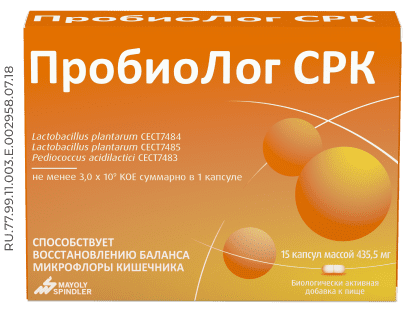 RU.77.99.11.003.E.002958.07.18
ПробиоЛог СРК
Lactobacillus plantarum CECT7484
Lactobacillus plantarum CECT7485
Pediococcus acidilactici CECT7483
не менее 3,0 х 10⁹ КОЕ суммарно в 1 капсуле
СПОСОБСТВУЕТ
ВОССТАНОВЛЕНИЮ БАЛАНСА
МИКРОФЛОРЫ КИШЕЧНИКА
15 капсул массой 435,5 мг
MAYOLY
SPINDLER
Биологически активная
добавка к пище